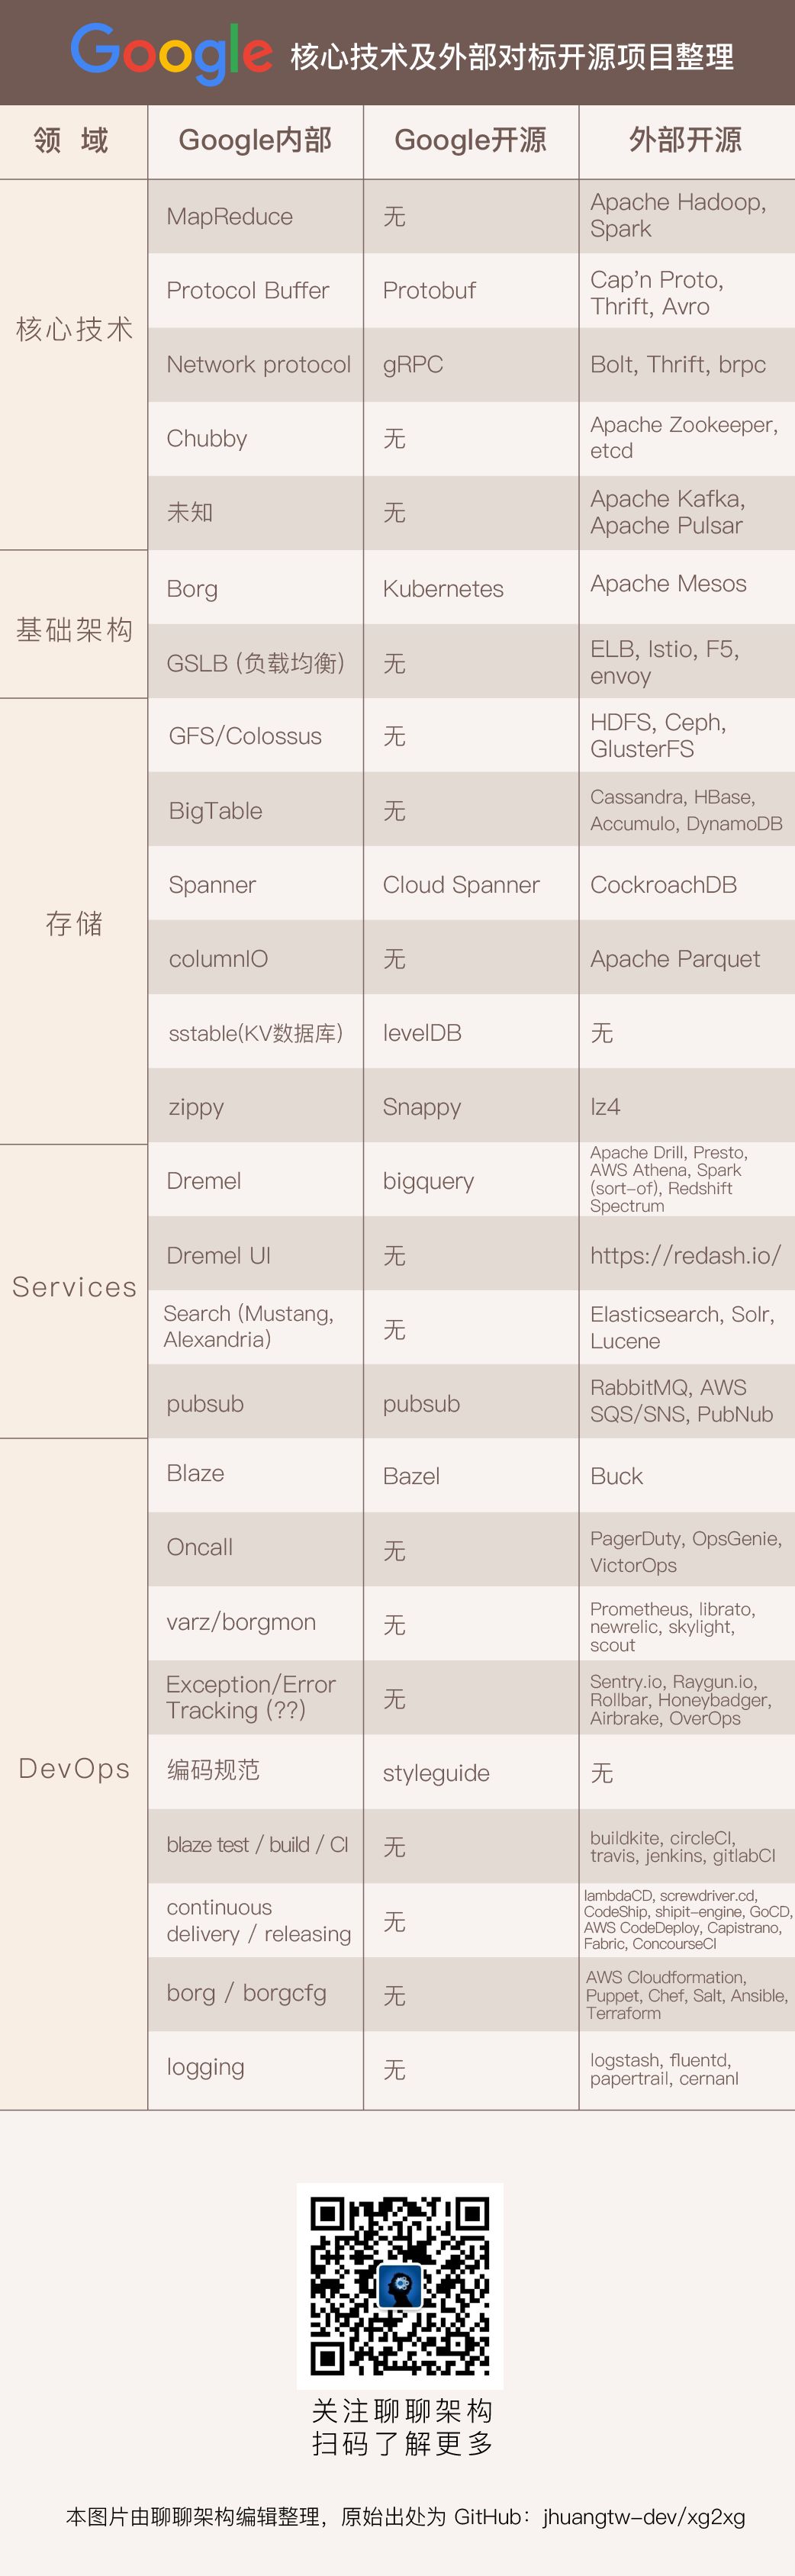 Google 核心技术及外部对标开源项目整理
领 域
Google内部
Google开源
外部开源
核心技术
MapReduce
无
Apache Hadoop,
Spark
Protocol Buffer
Protobuf
Cap'n Proto,
Thrift, Avro
Network protocol
gRPC
Bolt, Thrift, brpc
Chubby
无
Apache Zookeeper,
etcd
未知
无
Apache Kafka,
Apache Pulsar
基础架构
Borg
Kubernetes
Apache Mesos
GSLB (负载均衡)
无
ELB, Istio, F5,
envoy
存储
GFS/Colossus
无
HDFS, Ceph,
GlusterFS
BigTable
无
Cassandra, HBase,
Accumulo, DynamoDB
Spanner
Cloud Spanner
CockroachDB
columnIO
无
Apache Parquet
sstable(KV数据库)
levelDB
无
zippy
Snappy
lz4
Services
Dremel
bigquery
Apache Drill, Presto,
AWS Athena, Spark
(sort-of), Redshift
Spectrum
Dremel UI
无
https://redash.io/
Search (Mustang,
Alexandria)
无
Elasticsearch, Solr,
Lucene
pubsub
pubsub
RabbitMQ, AWS
SQS/SNS, PubNub
DevOps
Blaze
Bazel
Buck
Oncall
无
PagerDuty, OpsGenie,
VictorOps
varz/borgmon
无
Prometheus, librato,
newrelic, skylight,
scout
Exception/Error
Tracking (??)
无
Sentry.io, Raygun.io,
Rollbar, Honeybadger,
Airbrake, OverOps
编码规范
styleguide
无
blaze test / build / CI
无
buildkite, circleCI,
travis, jenkins, gitlabCI
continuous
delivery / releasing
无
lambdaCD, screwdriver.cd,
CodeShip, shipit-engine, GoCD,
AWS CodeDeploy, Capistrano,
Fabric, ConcourseCI
borg / borgcfg
无
AWS Cloudformation,
Puppet, Chef, Salt, Ansible,
Terraform
logging
无
logstash, fluentd,
papertrail, cernanl
关注聊聊架构
扫码了解更多
本图片由聊聊架构编辑整理，原始出处为 GitHub：jhuangtw-dev/xg2xg